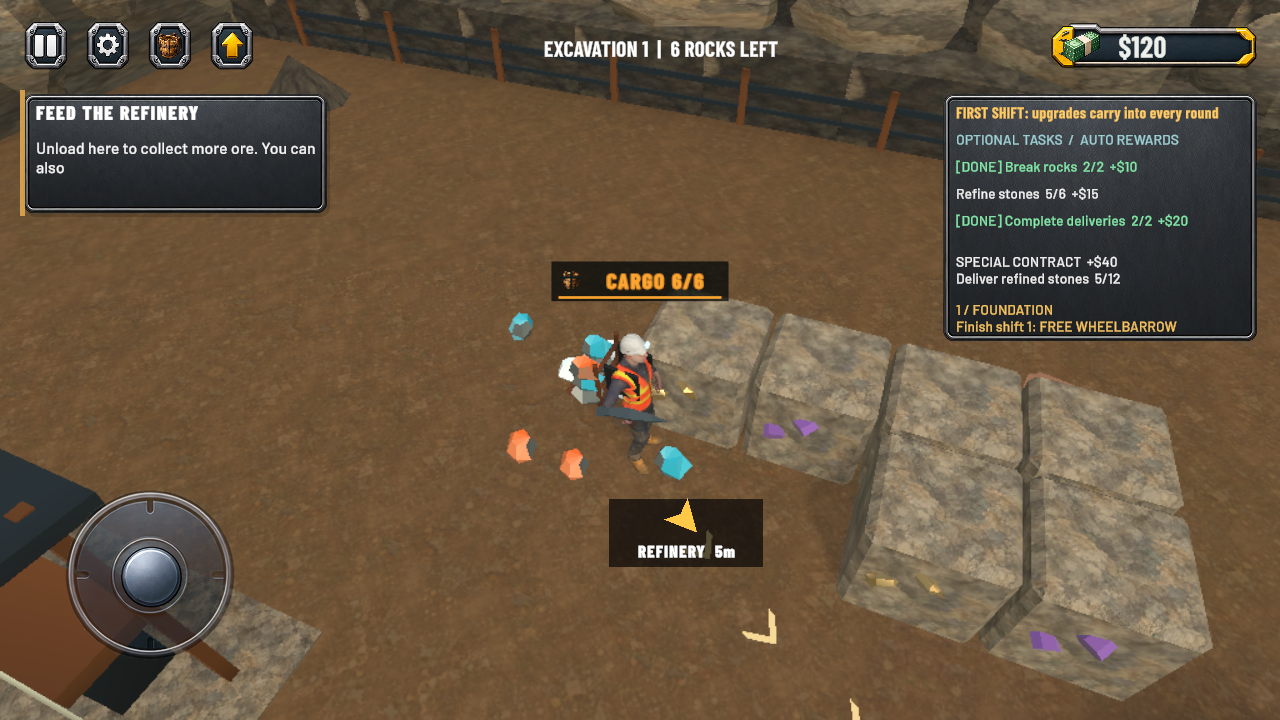 EXCAVATION 1 | 6 ROCKS LEFT
$120
FEED THE REFINERY
Unload here to collect more ore. You can
also
FIRST SHIFT: upgrades carry into every round
OPTIONAL TASKS / AUTO REWARDS
[DONE] Break rocks 2/2 +$10
Refine stones 5/6 +$15
[DONE] Complete deliveries 2/2 +$20
SPECIAL CONTRACT +$40
Deliver refined stones 5/12
1 / FOUNDATION
Finish shift 1: FREE WHEELBARROW
CARGO 6/6
REFINERY 5m